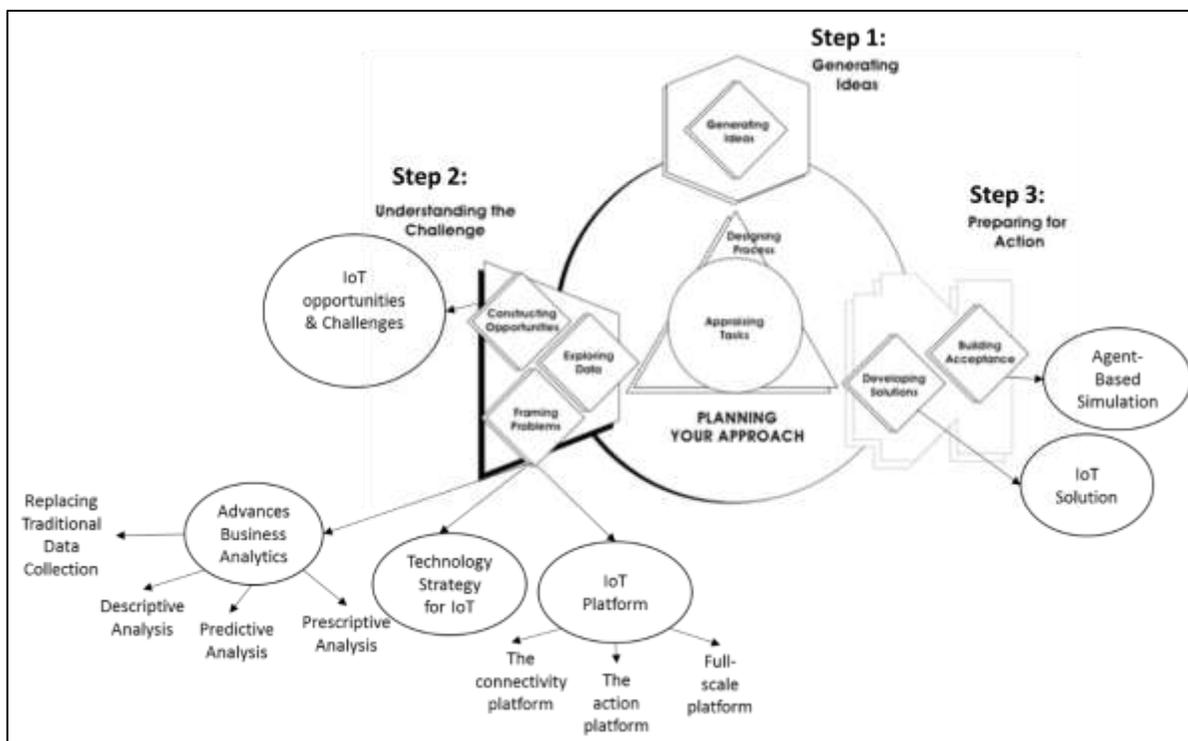 Step 1:
Generating
Ideas
Generating
Ideas
Step 2:
Understanding the
Challenge
Step 3:
Preparing for
Action
Designing
Process
Appraising
Tasks
PLANNING
YOUR APPROACH
IoT
opportunities
& Challenges
Constructing
Opportunities
Exploring
Data
Framing
Problems
Building
Acceptance
Developing
Solutions
Agent-
Based
Simulation
IoT
Solution
Replacing
Traditional
Data
Collection
Advances
Business
Analytics
Technology
Strategy
for IoT
IoT
Platform
Descriptive
Analysis
Predictive
Analysis
Prescriptive
Analysis
The
connectivity
platform
The
action
platform
Full-
scale
platform